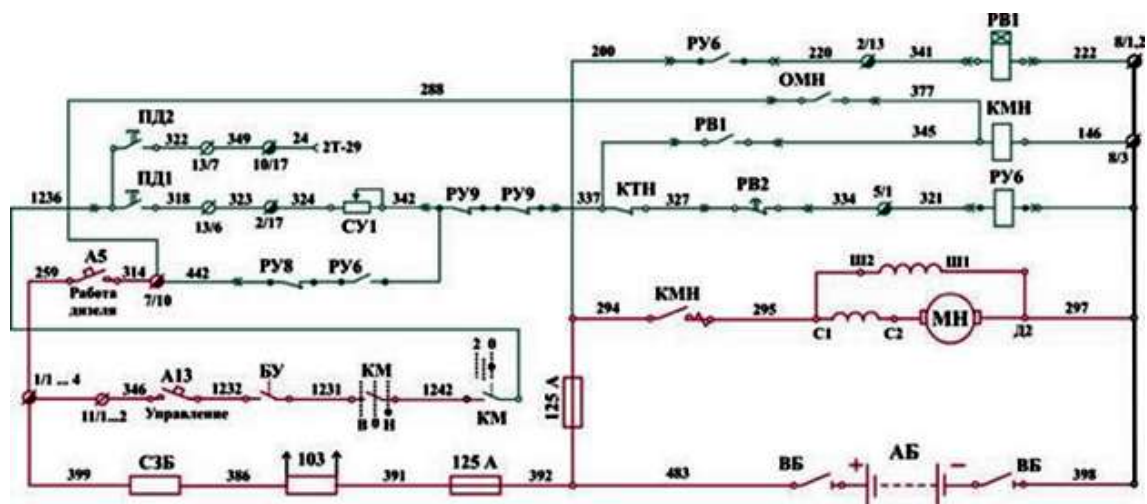 РВ1
200 РУ6 220 2/13 341 222 8/1,2
ОМН
288 377 КМН
ПД2 РВ1
322 349 24 2Т-29 345 146
13/7 10/17 8/3
1236 ПД1 КТН РВ2 5/1 РУ6
318 323 324 342 РУ9 РУ9 337 327 334 321
13/6 2/17 СУ1
А5 Ш2 Ш1
259 314 442 РУ8 РУ6
Работа дизеля 7/10
КМН
294 295 МН 297
С1 С2 Д2
2 0
1/1 ... 4 А13 БУ КМ
346 1232 1231 1242 КМ
11/1...2 Управление В 0 Н 125 А
399 СЗБ 386 103 391 125 А 392 483 ВБ + АБ − ВБ 398